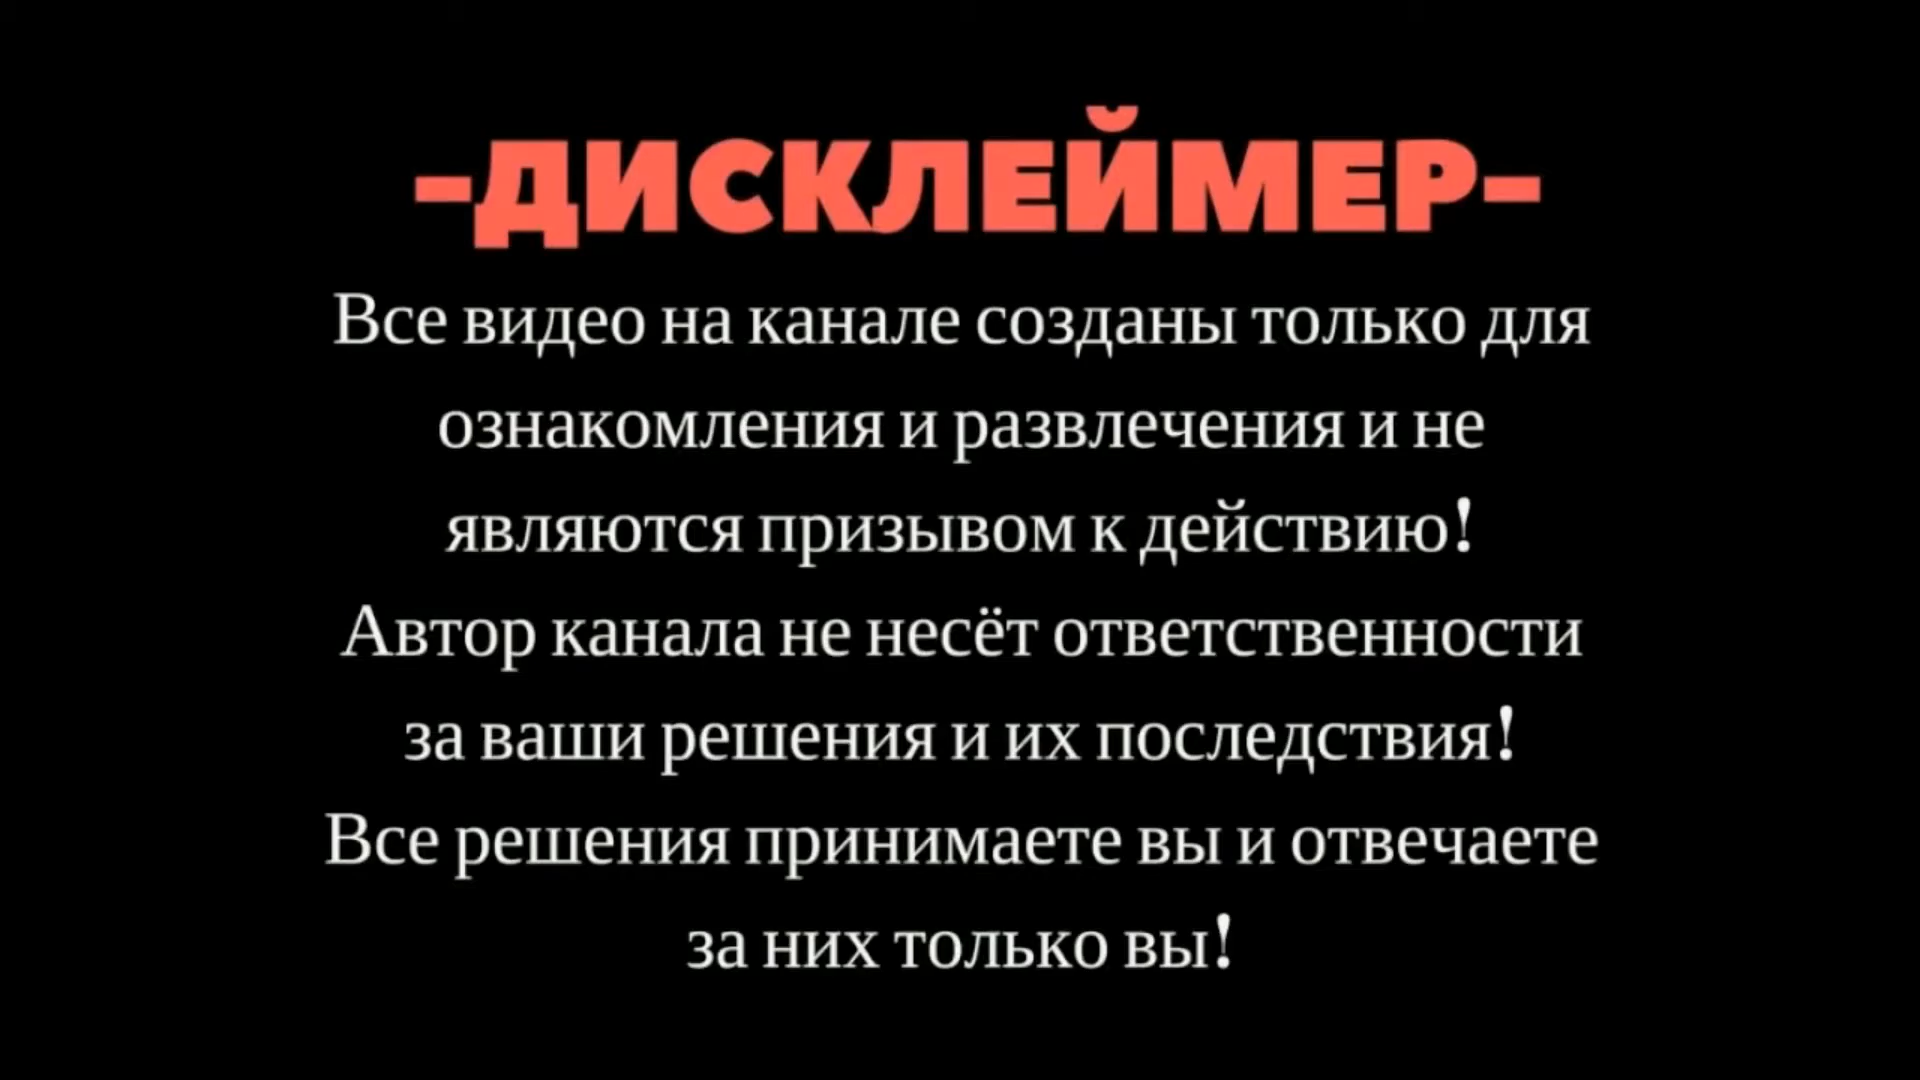 -ДИСКЛЕЙМЕР-
Все видео на канале созданы только для
ознакомления и развлечения и не
являются призывом к действию!
Автор канала не несёт ответственности
за ваши решения и их последствия!
Все решения принимаете вы и отвечаете
за них только вы!